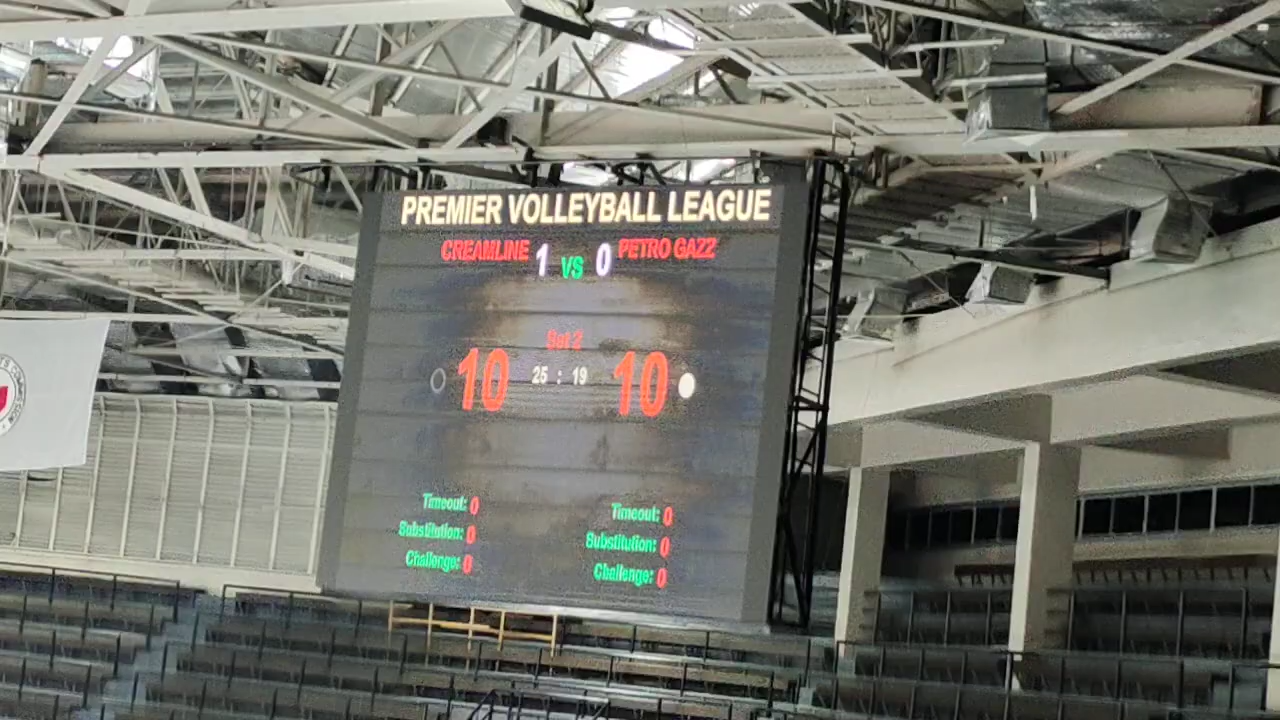 PREMIER VOLLEYBALL LEAGUE
CREAMLINE 1 VS 0 PETRO GAZZ
Set 2
10 25 : 19 10
Timeout: 0 Timeout: 0
Substitution: 0 Substitution: 0
Challenge: 0 Challenge: 0